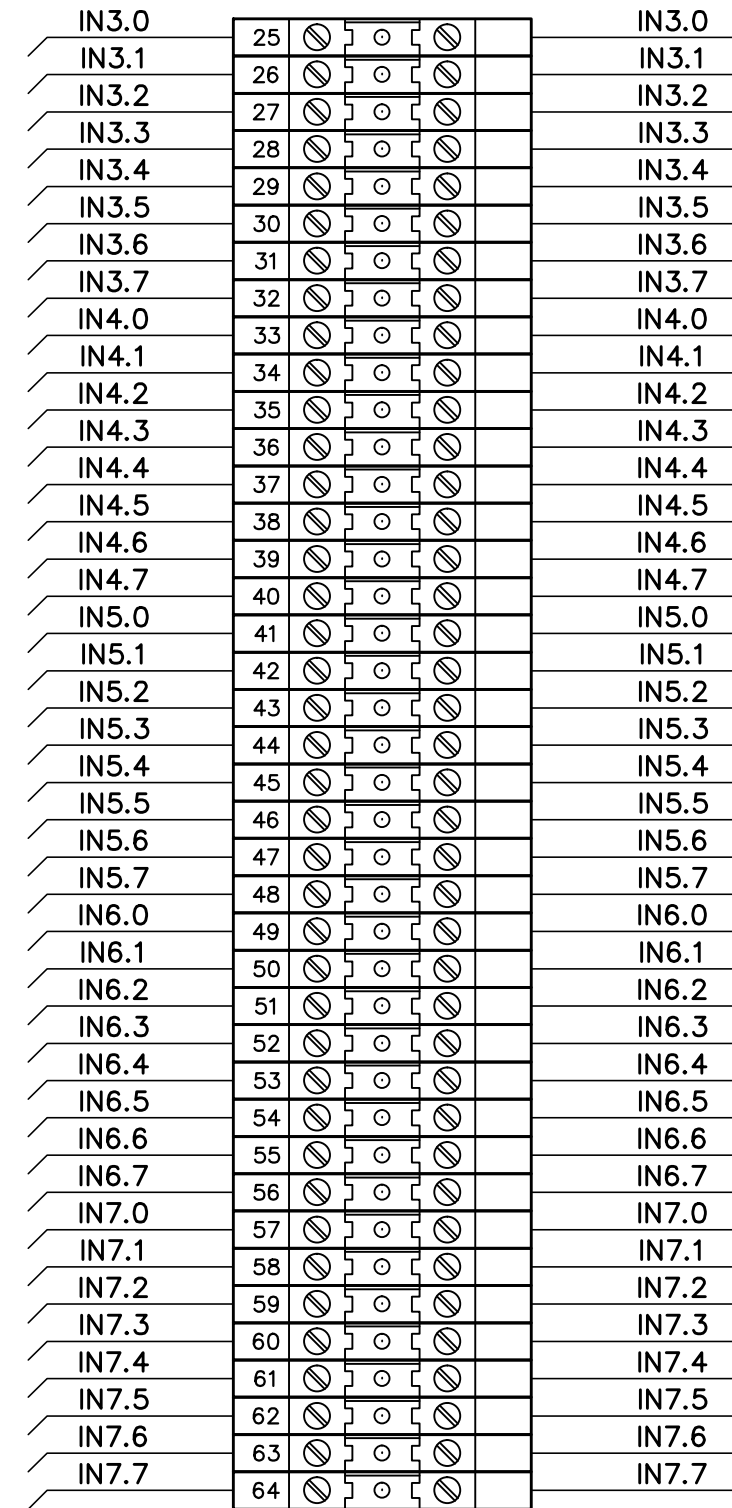 IN3.0 25 IN3.0
IN3.1 26 IN3.1
IN3.2 27 IN3.2
IN3.3 28 IN3.3
IN3.4 29 IN3.4
IN3.5 30 IN3.5
IN3.6 31 IN3.6
IN3.7 32 IN3.7
IN4.0 33 IN4.0
IN4.1 34 IN4.1
IN4.2 35 IN4.2
IN4.3 36 IN4.3
IN4.4 37 IN4.4
IN4.5 38 IN4.5
IN4.6 39 IN4.6
IN4.7 40 IN4.7
IN5.0 41 IN5.0
IN5.1 42 IN5.1
IN5.2 43 IN5.2
IN5.3 44 IN5.3
IN5.4 45 IN5.4
IN5.5 46 IN5.5
IN5.6 47 IN5.6
IN5.7 48 IN5.7
IN6.0 49 IN6.0
IN6.1 50 IN6.1
IN6.2 51 IN6.2
IN6.3 52 IN6.3
IN6.4 53 IN6.4
IN6.5 54 IN6.5
IN6.6 55 IN6.6
IN6.7 56 IN6.7
IN7.0 57 IN7.0
IN7.1 58 IN7.1
IN7.2 59 IN7.2
IN7.3 60 IN7.3
IN7.4 61 IN7.4
IN7.5 62 IN7.5
IN7.6 63 IN7.6
IN7.7 64 IN7.7